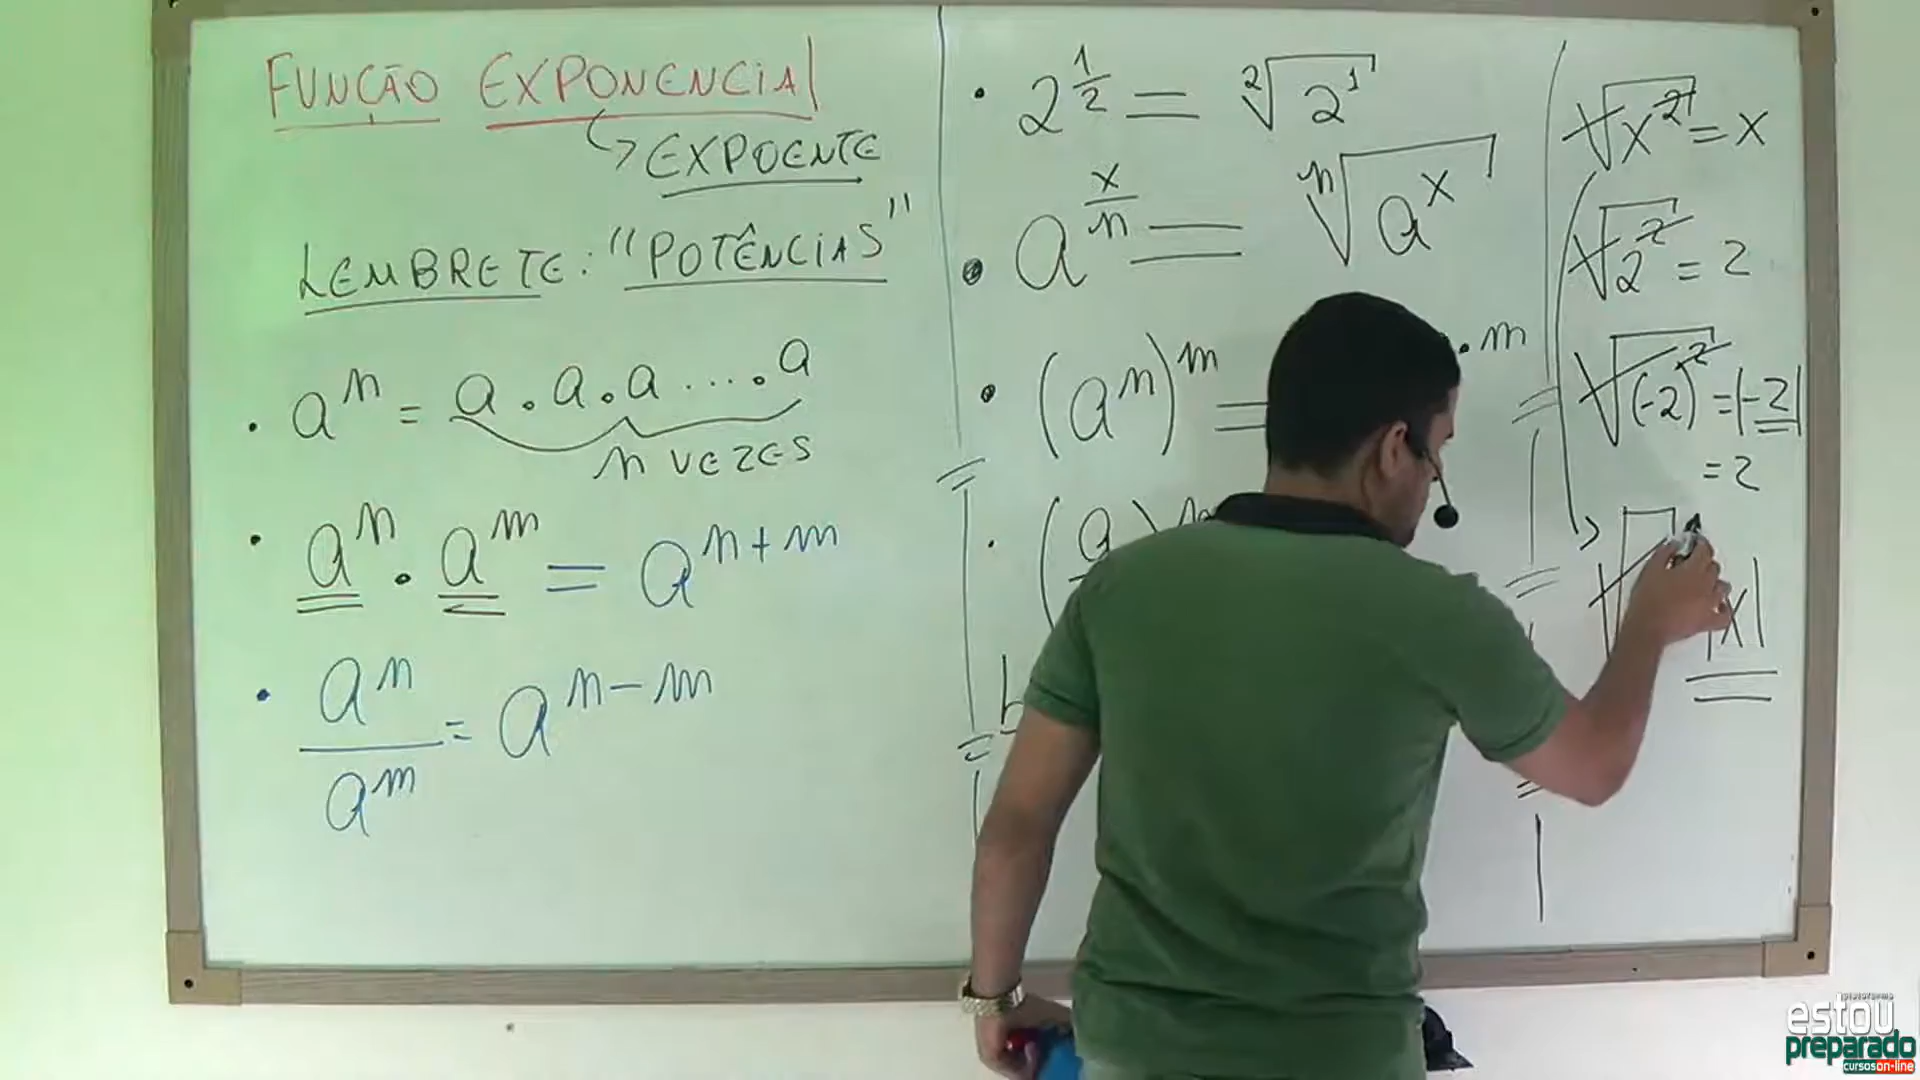 FUNÇÃO EXPONENCIAL
↳ EXPOENTE
LEMBRETE: "POTÊNCIAS"
• aⁿ = a . a . a .... . a
n VEZES
• aⁿ . aᵐ = aⁿ⁺ᵐ
• aⁿ/aᵐ = aⁿ⁻ᵐ
• 2^(1/2) = ²√2¹
• a^(x/n) = ⁿ√aˣ
• (aⁿ)ᵐ = . m
• (a
√x² = x
√2² = 2
√(-2)² = |-2|
= 2
|x|
plataforma
estou
preparado
cursos on-line